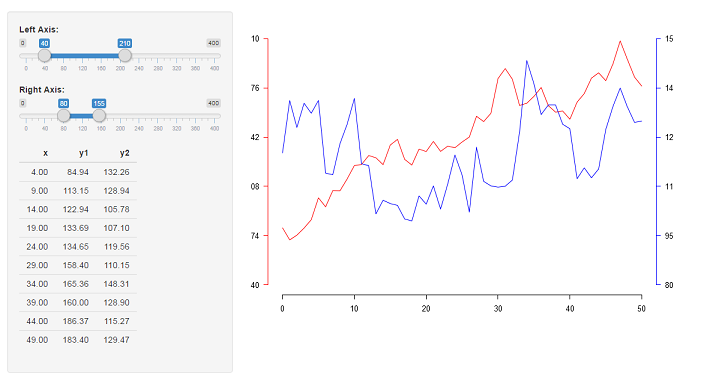 Left Axis:
0 40 210 400
0 40 80 120 160 200 240 280 320 360 400
Right Axis:
0 80 155 400
0 40 80 120 160 200 240 280 320 360 400
x y1 y2
4.00 84.94 132.26
9.00 113.15 128.94
14.00 122.94 105.78
19.00 133.69 107.10
24.00 134.65 119.56
29.00 158.40 110.15
34.00 165.36 148.31
39.00 160.00 128.90
44.00 186.37 115.27
49.00 183.40 129.47
10
76
42
08
74
40
15
14
12
11
95
80
0 10 20 30 40 50